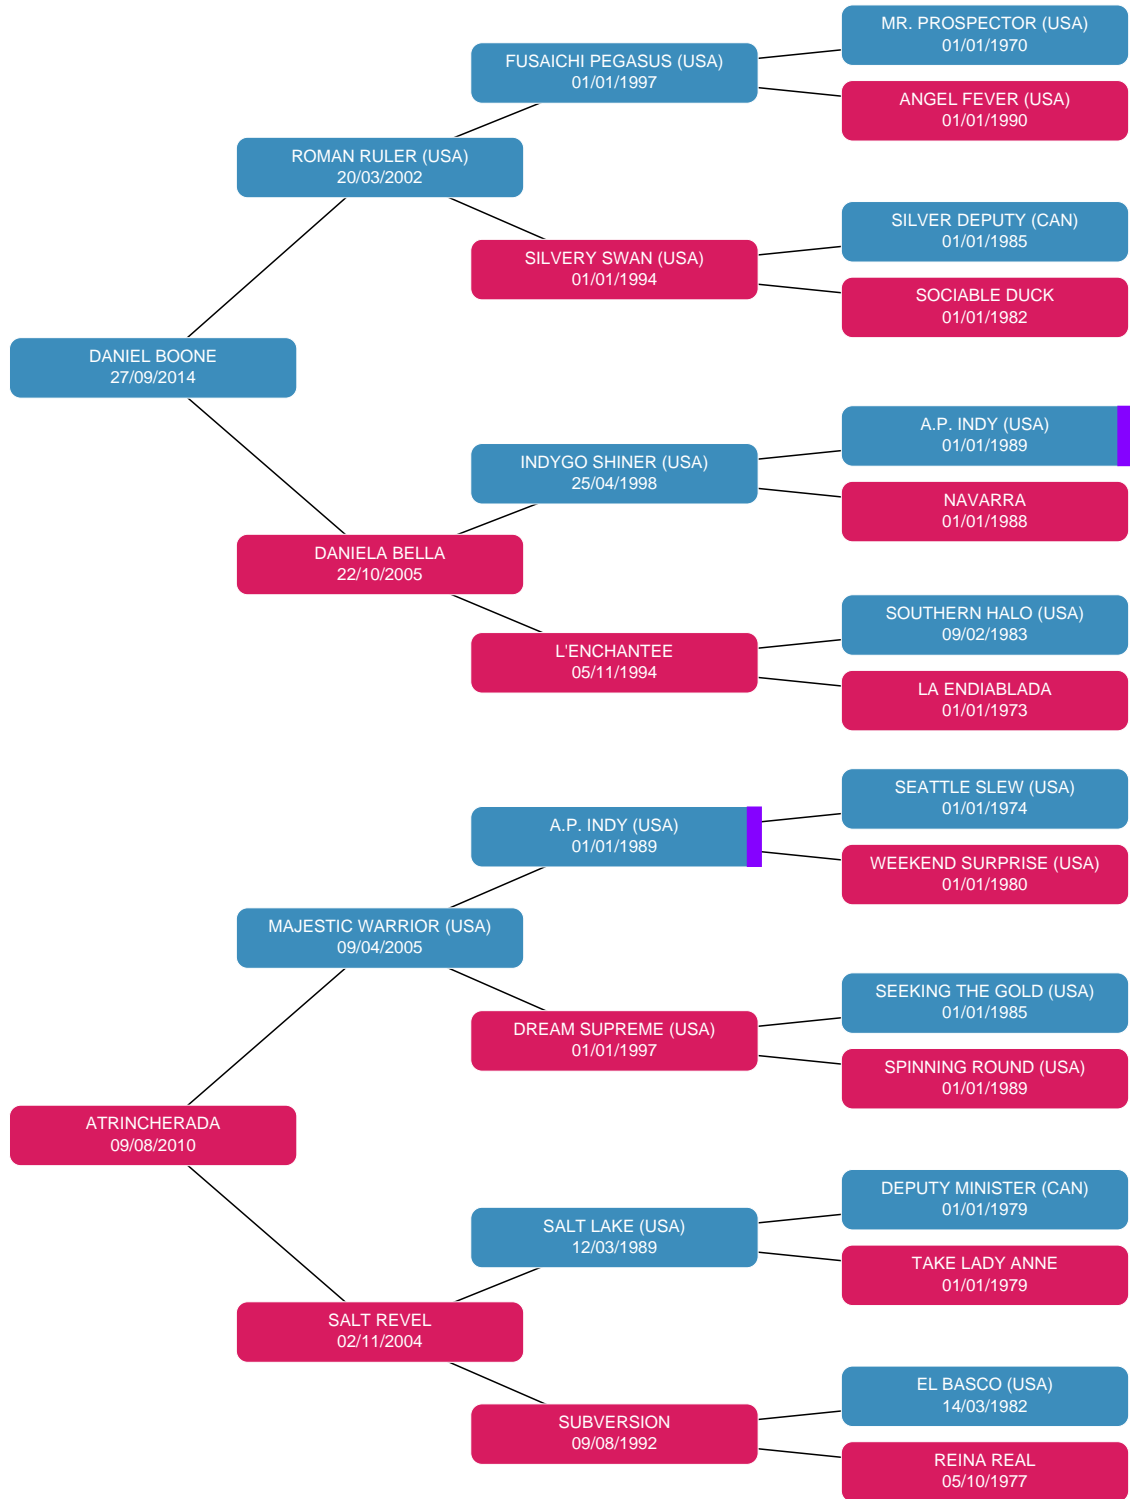 MR. PROSPECTOR (USA)
01/01/1970
FUSAICHI PEGASUS (USA)
01/01/1997
ANGEL FEVER (USA)
01/01/1990
ROMAN RULER (USA)
20/03/2002
SILVER DEPUTY (CAN)
01/01/1985
SILVERY SWAN (USA)
01/01/1994
SOCIABLE DUCK
01/01/1982
DANIEL BOONE
27/09/2014
A.P. INDY (USA)
01/01/1989
INDYGO SHINER (USA)
25/04/1998
NAVARRA
01/01/1988
DANIELA BELLA
22/10/2005
SOUTHERN HALO (USA)
09/02/1983
L'ENCHANTEE
05/11/1994
LA ENDIABLADA
01/01/1973
SEATTLE SLEW (USA)
01/01/1974
A.P. INDY (USA)
01/01/1989
WEEKEND SURPRISE (USA)
01/01/1980
MAJESTIC WARRIOR (USA)
09/04/2005
SEEKING THE GOLD (USA)
01/01/1985
DREAM SUPREME (USA)
01/01/1997
SPINNING ROUND (USA)
01/01/1989
ATRINCHERADA
09/08/2010
DEPUTY MINISTER (CAN)
01/01/1979
SALT LAKE (USA)
12/03/1989
TAKE LADY ANNE
01/01/1979
SALT REVEL
02/11/2004
EL BASCO (USA)
14/03/1982
SUBVERSION
09/08/1992
REINA REAL
05/10/1977